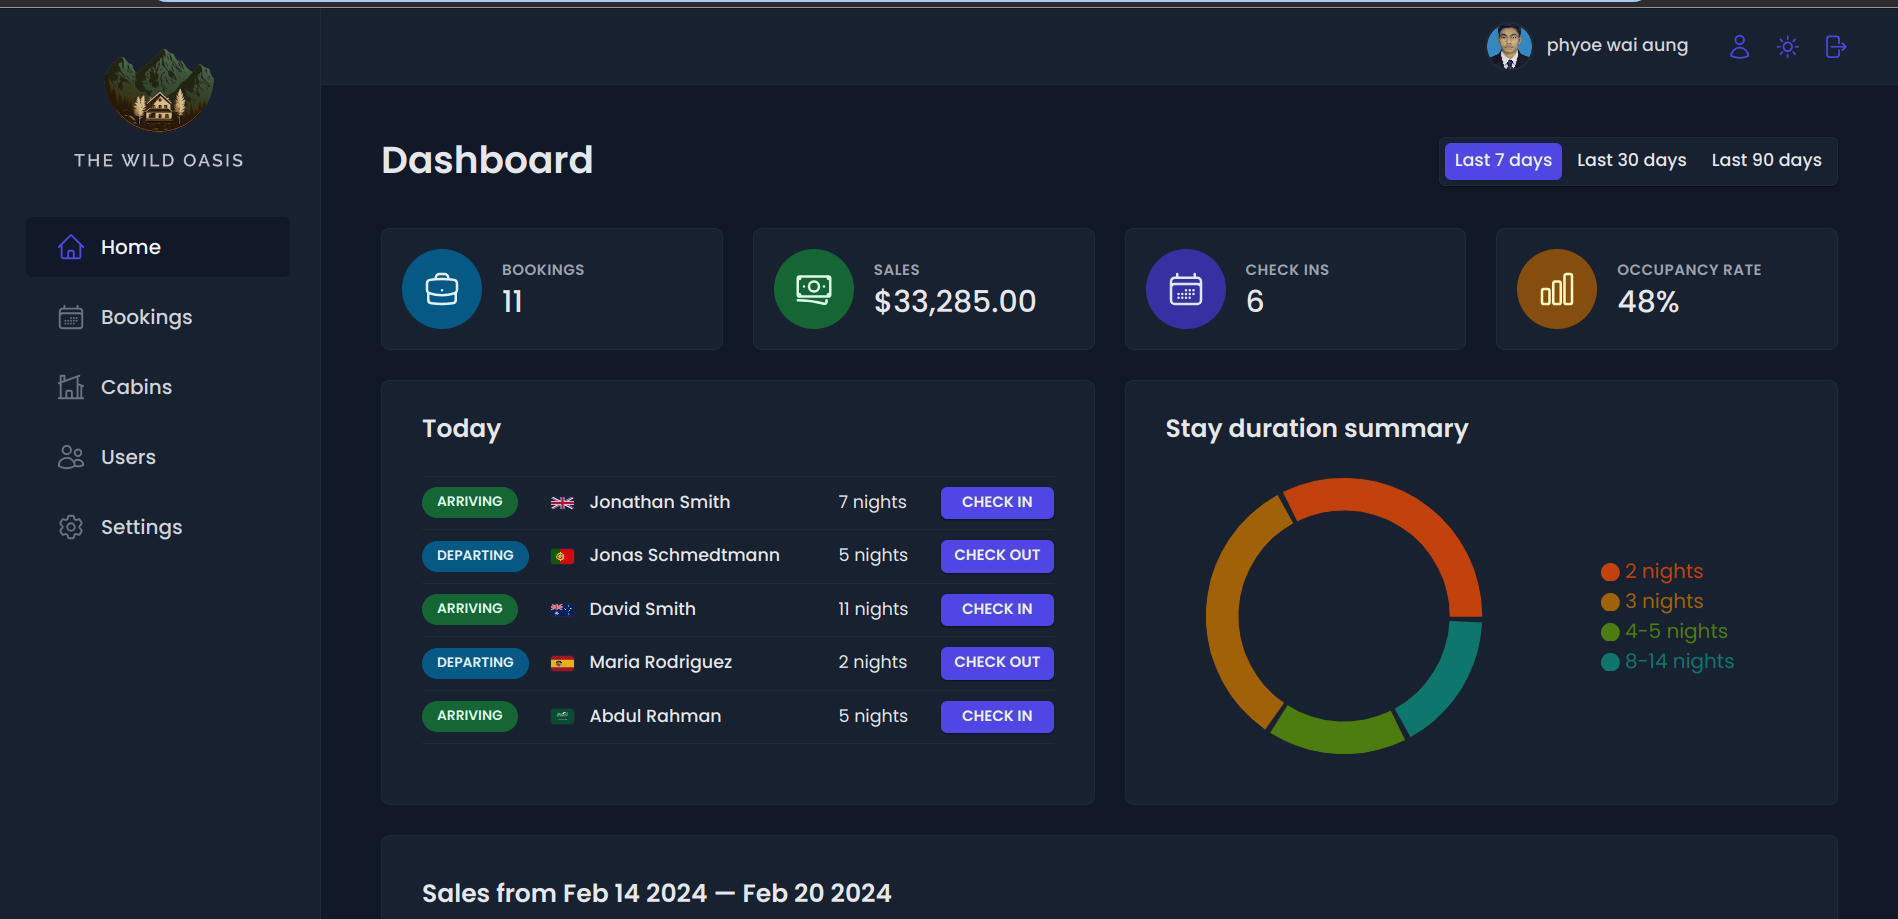 THE WILD OASIS
Home
Bookings
Cabins
Users
Settings
phyoe wai aung
Dashboard
Last 7 days Last 30 days Last 90 days
BOOKINGS
11
SALES
$33,285.00
CHECK INS
6
OCCUPANCY RATE
48%
Today
ARRIVING Jonathan Smith 7 nights CHECK IN
DEPARTING Jonas Schmedtmann 5 nights CHECK OUT
ARRIVING David Smith 11 nights CHECK IN
DEPARTING Maria Rodriguez 2 nights CHECK OUT
ARRIVING Abdul Rahman 5 nights CHECK IN
Stay duration summary
2 nights
3 nights
4-5 nights
8-14 nights
Sales from Feb 14 2024 — Feb 20 2024